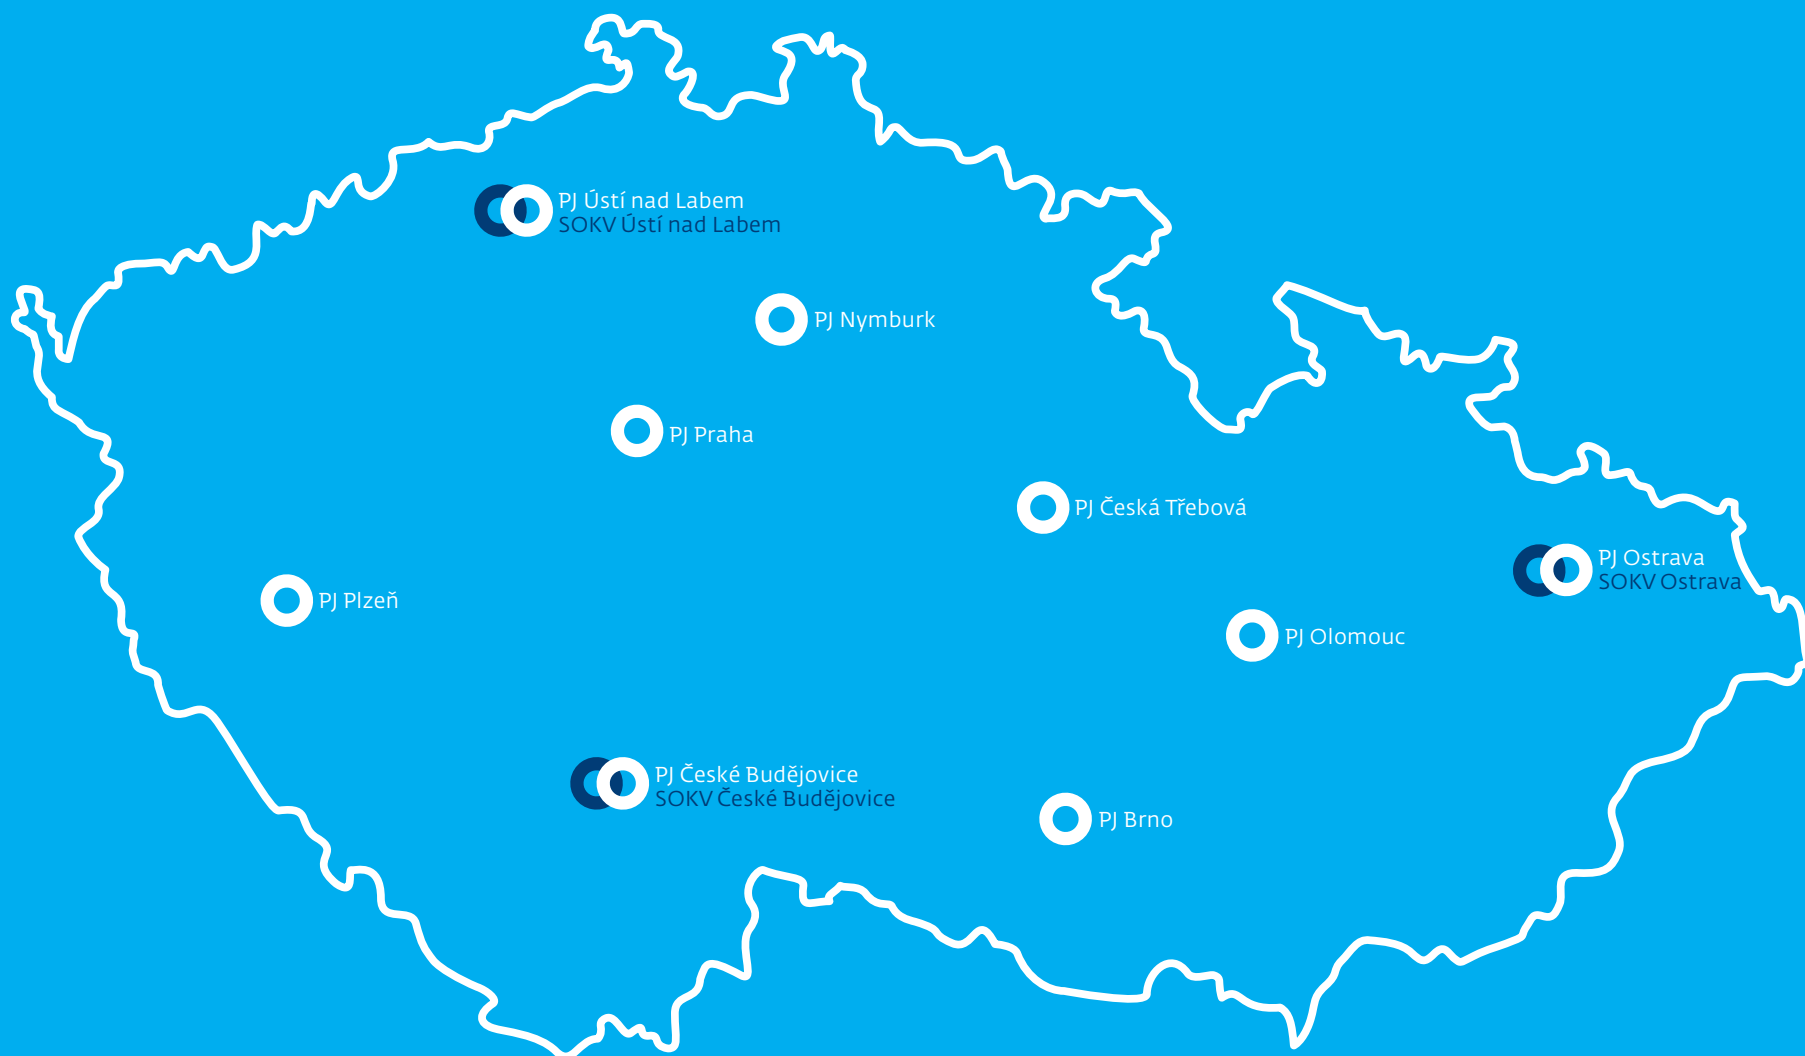 PJ Ústí nad Labem
SOKV Ústí nad Labem
PJ Nymburk
PJ Praha
PJ Česká Třebová
PJ Ostrava
SOKV Ostrava
PJ Plzeň
PJ Olomouc
PJ České Budějovice
SOKV České Budějovice
PJ Brno